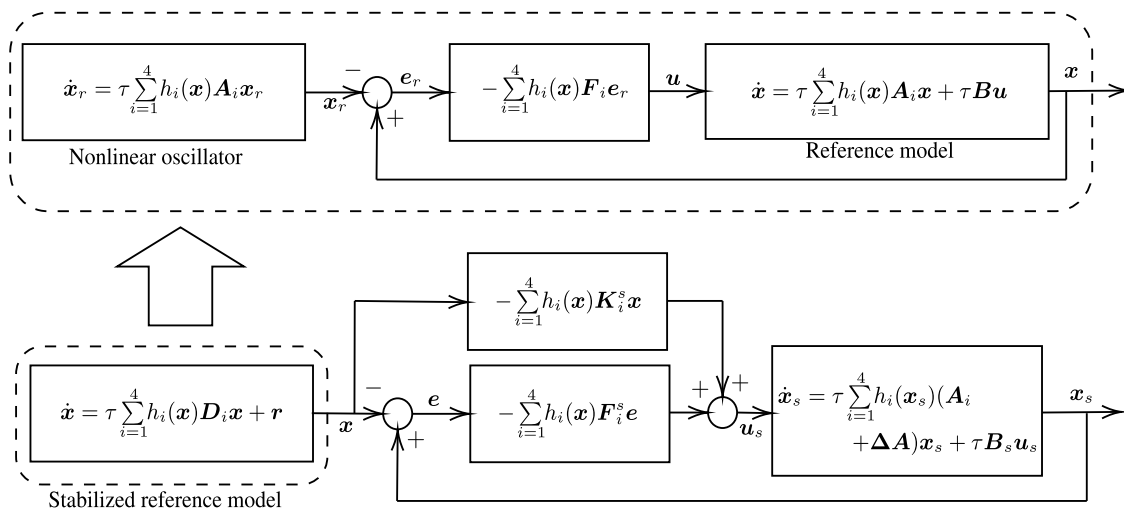 ẋ_r = τ∑_{i=1}^{4} h_i(x)A_i x_r
−
x_r
+
e_r
−∑_{i=1}^{4} h_i(x)F_i e_r
u
ẋ = τ∑_{i=1}^{4} h_i(x)A_i x + τBu
x
Nonlinear oscillator
Reference model
−∑_{i=1}^{4} h_i(x)K_i^s x
ẋ = τ∑_{i=1}^{4} h_i(x)D_i x + r
x
−
+
e
−∑_{i=1}^{4} h_i(x)F_i^s e
+
+
u_s
ẋ_s = τ∑_{i=1}^{4} h_i(x_s)(A_i
+ΔA)x_s + τB_s u_s
x_s
Stabilized reference model